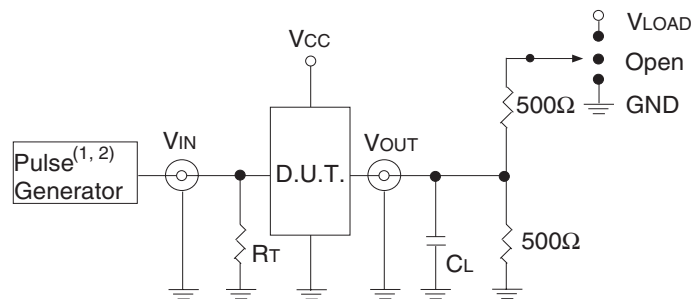 VLOAD
VCC
Open
500Ω
GND
VIN
VOUT
Pulse(1, 2)
Generator
D.U.T.
RT
CL
500Ω